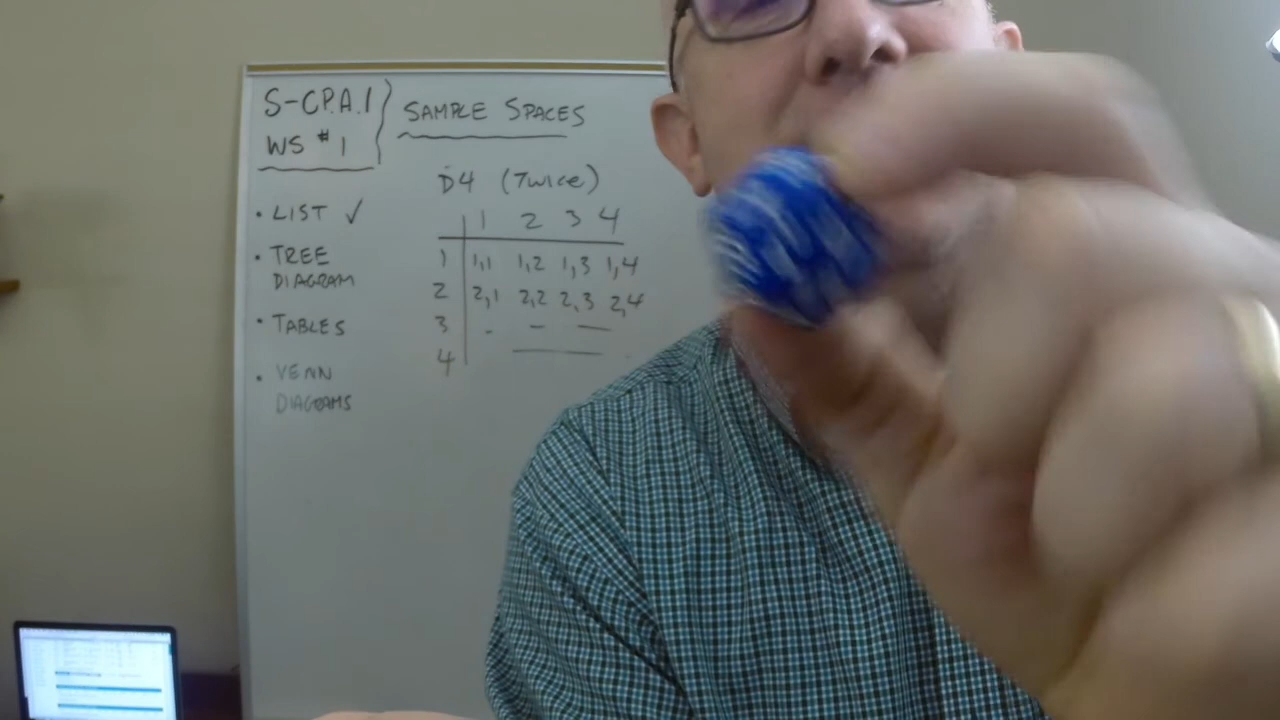 S-CP.A.1
WS #1
SAMPLE SPACES
• LIST ✓
• TREE
DIAGRAM
• TABLES
• VENN
DIAGRAMS
D4 (TWICE)
1 2 3 4
1 1,1 1,2 1,3 1,4
2 2,1 2,2 2,3 2,4
3
4